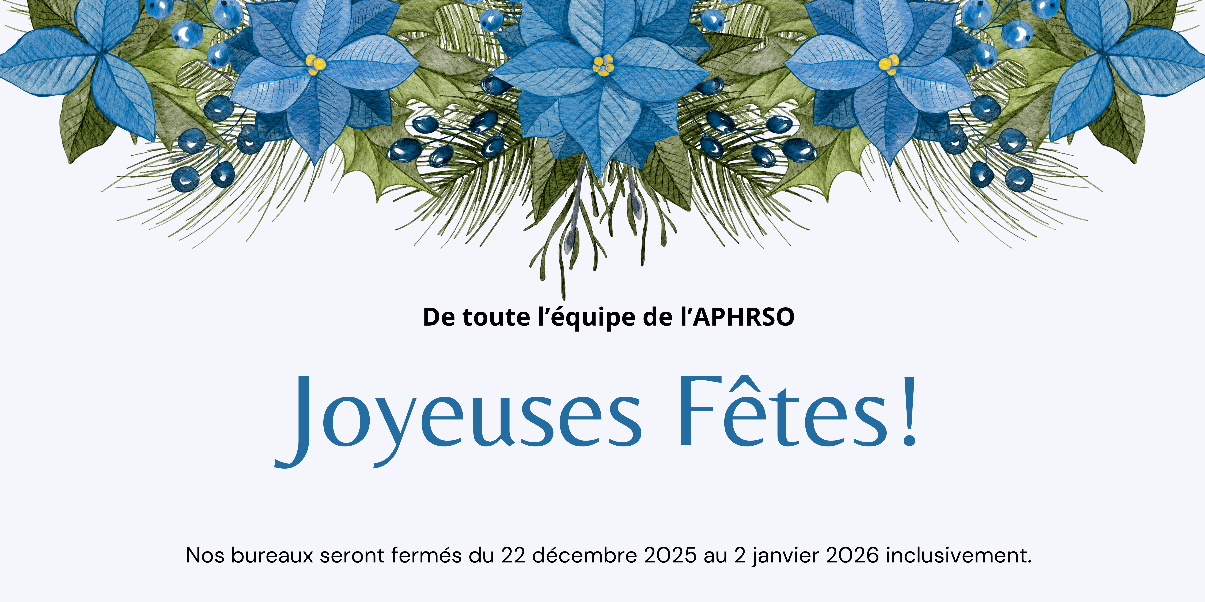 De toute l'équipe de l'APHRSO
Joyeuses Fêtes!
Nos bureaux seront fermés du 22 décembre 2025 au 2 janvier 2026 inclusivement.